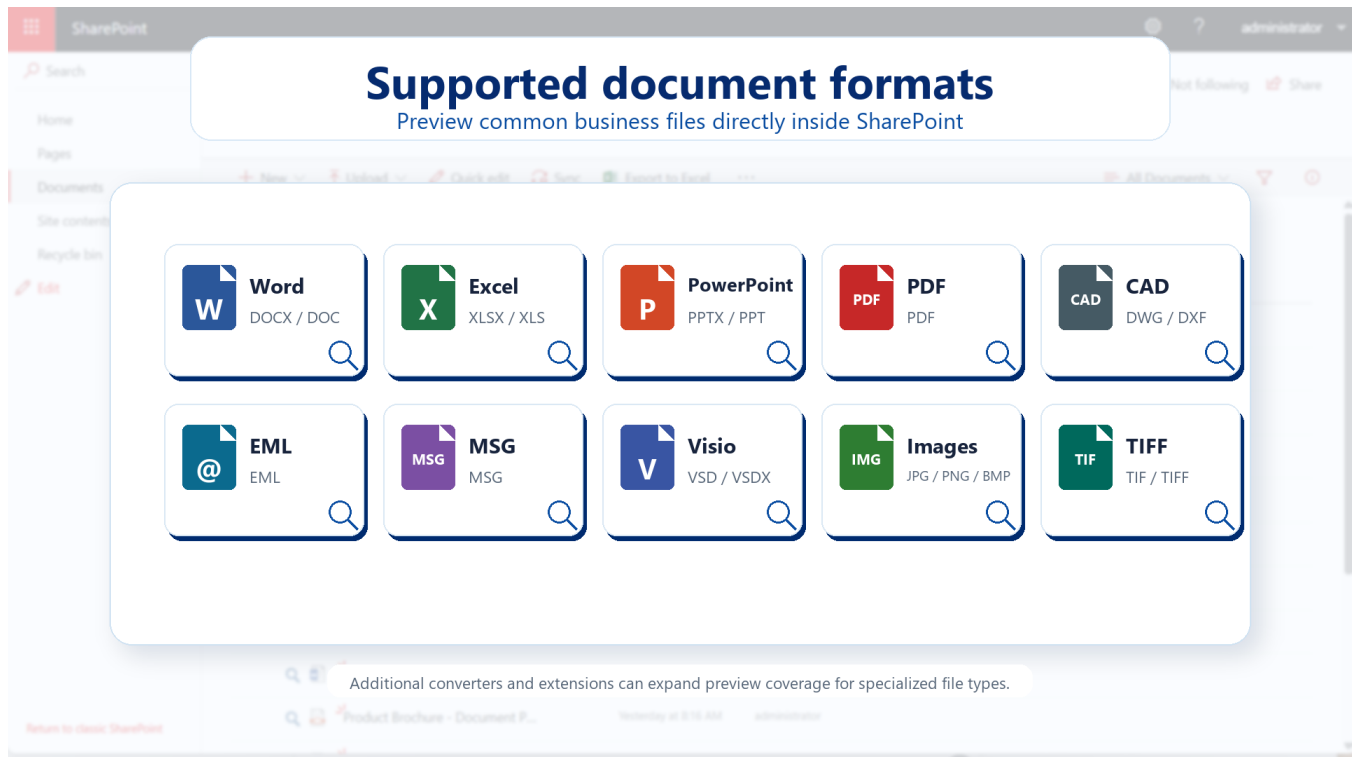 SharePoint
administrator
Supported document formats
Preview common business files directly inside SharePoint
Search
Not following
Share
Home
Pages
Documents
Site contents
Recycle bin
Edit
New
Upload
Quick edit
Sync
Export to Excel
All Documents
W
Word
DOCX / DOC
X
Excel
XLSX / XLS
P
PowerPoint
PPTX / PPT
PDF
PDF
PDF
CAD
CAD
DWG / DXF
@
EML
EML
MSG
MSG
MSG
V
Visio
VSD / VSDX
IMG
Images
JPG / PNG / BMP
TIF
TIFF
TIF / TIFF
Additional converters and extensions can expand preview coverage for specialized file types.
Product Brochure - Document P...
Yesterday at 9:16 AM
administrator
Return to classic SharePoint